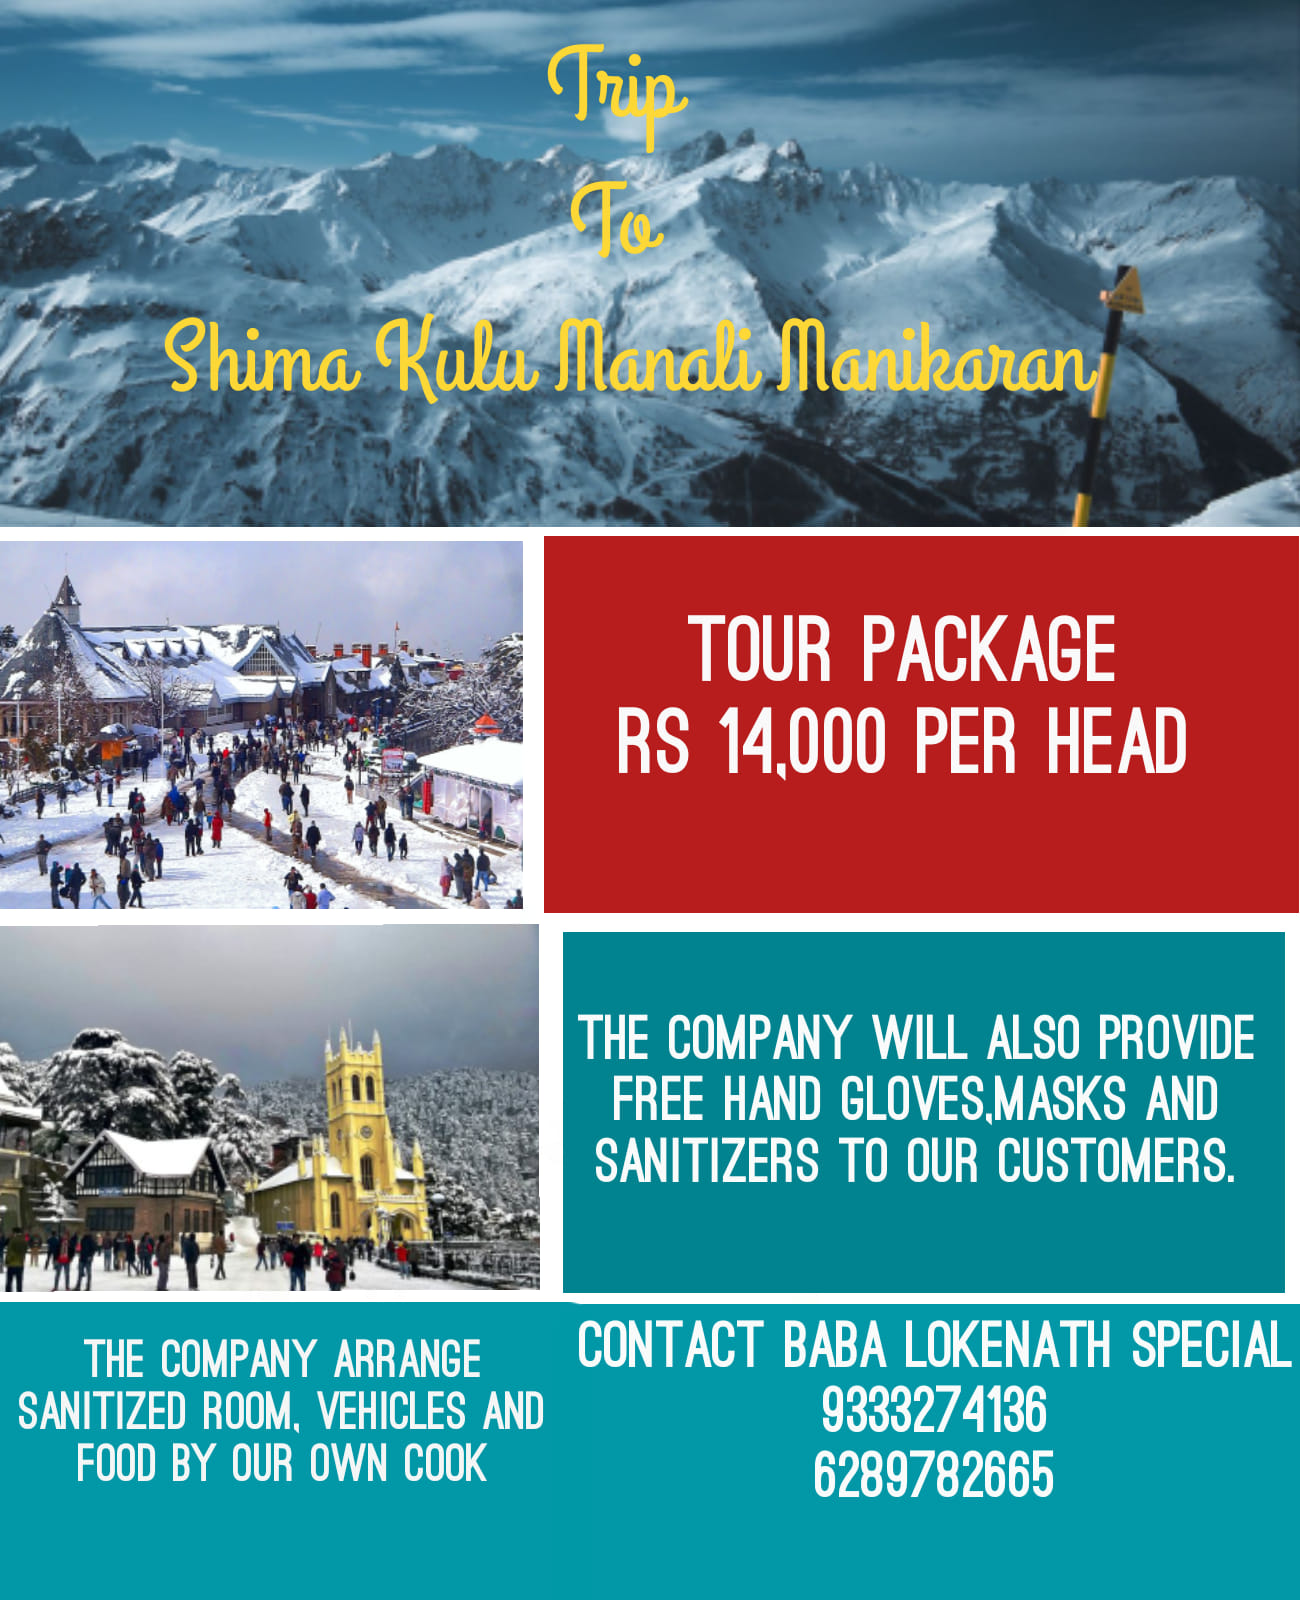 Trip
To
Shima Kulu Manali Manikaran
TOUR PACKAGE
RS 14,000 PER HEAD
THE COMPANY WILL ALSO PROVIDE
FREE HAND GLOVES,MASKS AND
SANITIZERS TO OUR CUSTOMERS.
THE COMPANY ARRANGE
SANITIZED ROOM, VEHICLES AND
FOOD BY OUR OWN COOK
CONTACT BABA LOKENATH SPECIAL
9333274136
6289782665